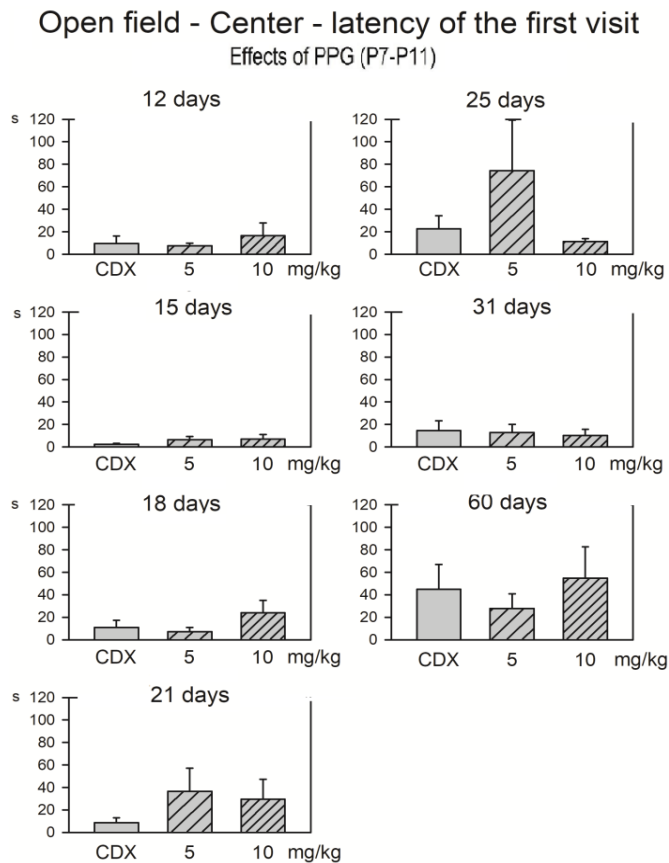 Open field - Center - latency of the first visit
Effects of PPG (P7-P11)
12 days
s 120
100
80
60
40
20
0
CDX 5 10 mg/kg
25 days
120
100
80
60
40
20
0
CDX 5 10 mg/kg
15 days
s 120
100
80
60
40
20
0
CDX 5 10 mg/kg
31 days
120
100
80
60
40
20
0
CDX 5 10 mg/kg
18 days
s 120
100
80
60
40
20
0
CDX 5 10 mg/kg
60 days
120
100
80
60
40
20
0
CDX 5 10 mg/kg
21 days
s 120
100
80
60
40
20
0
CDX 5 10 mg/kg